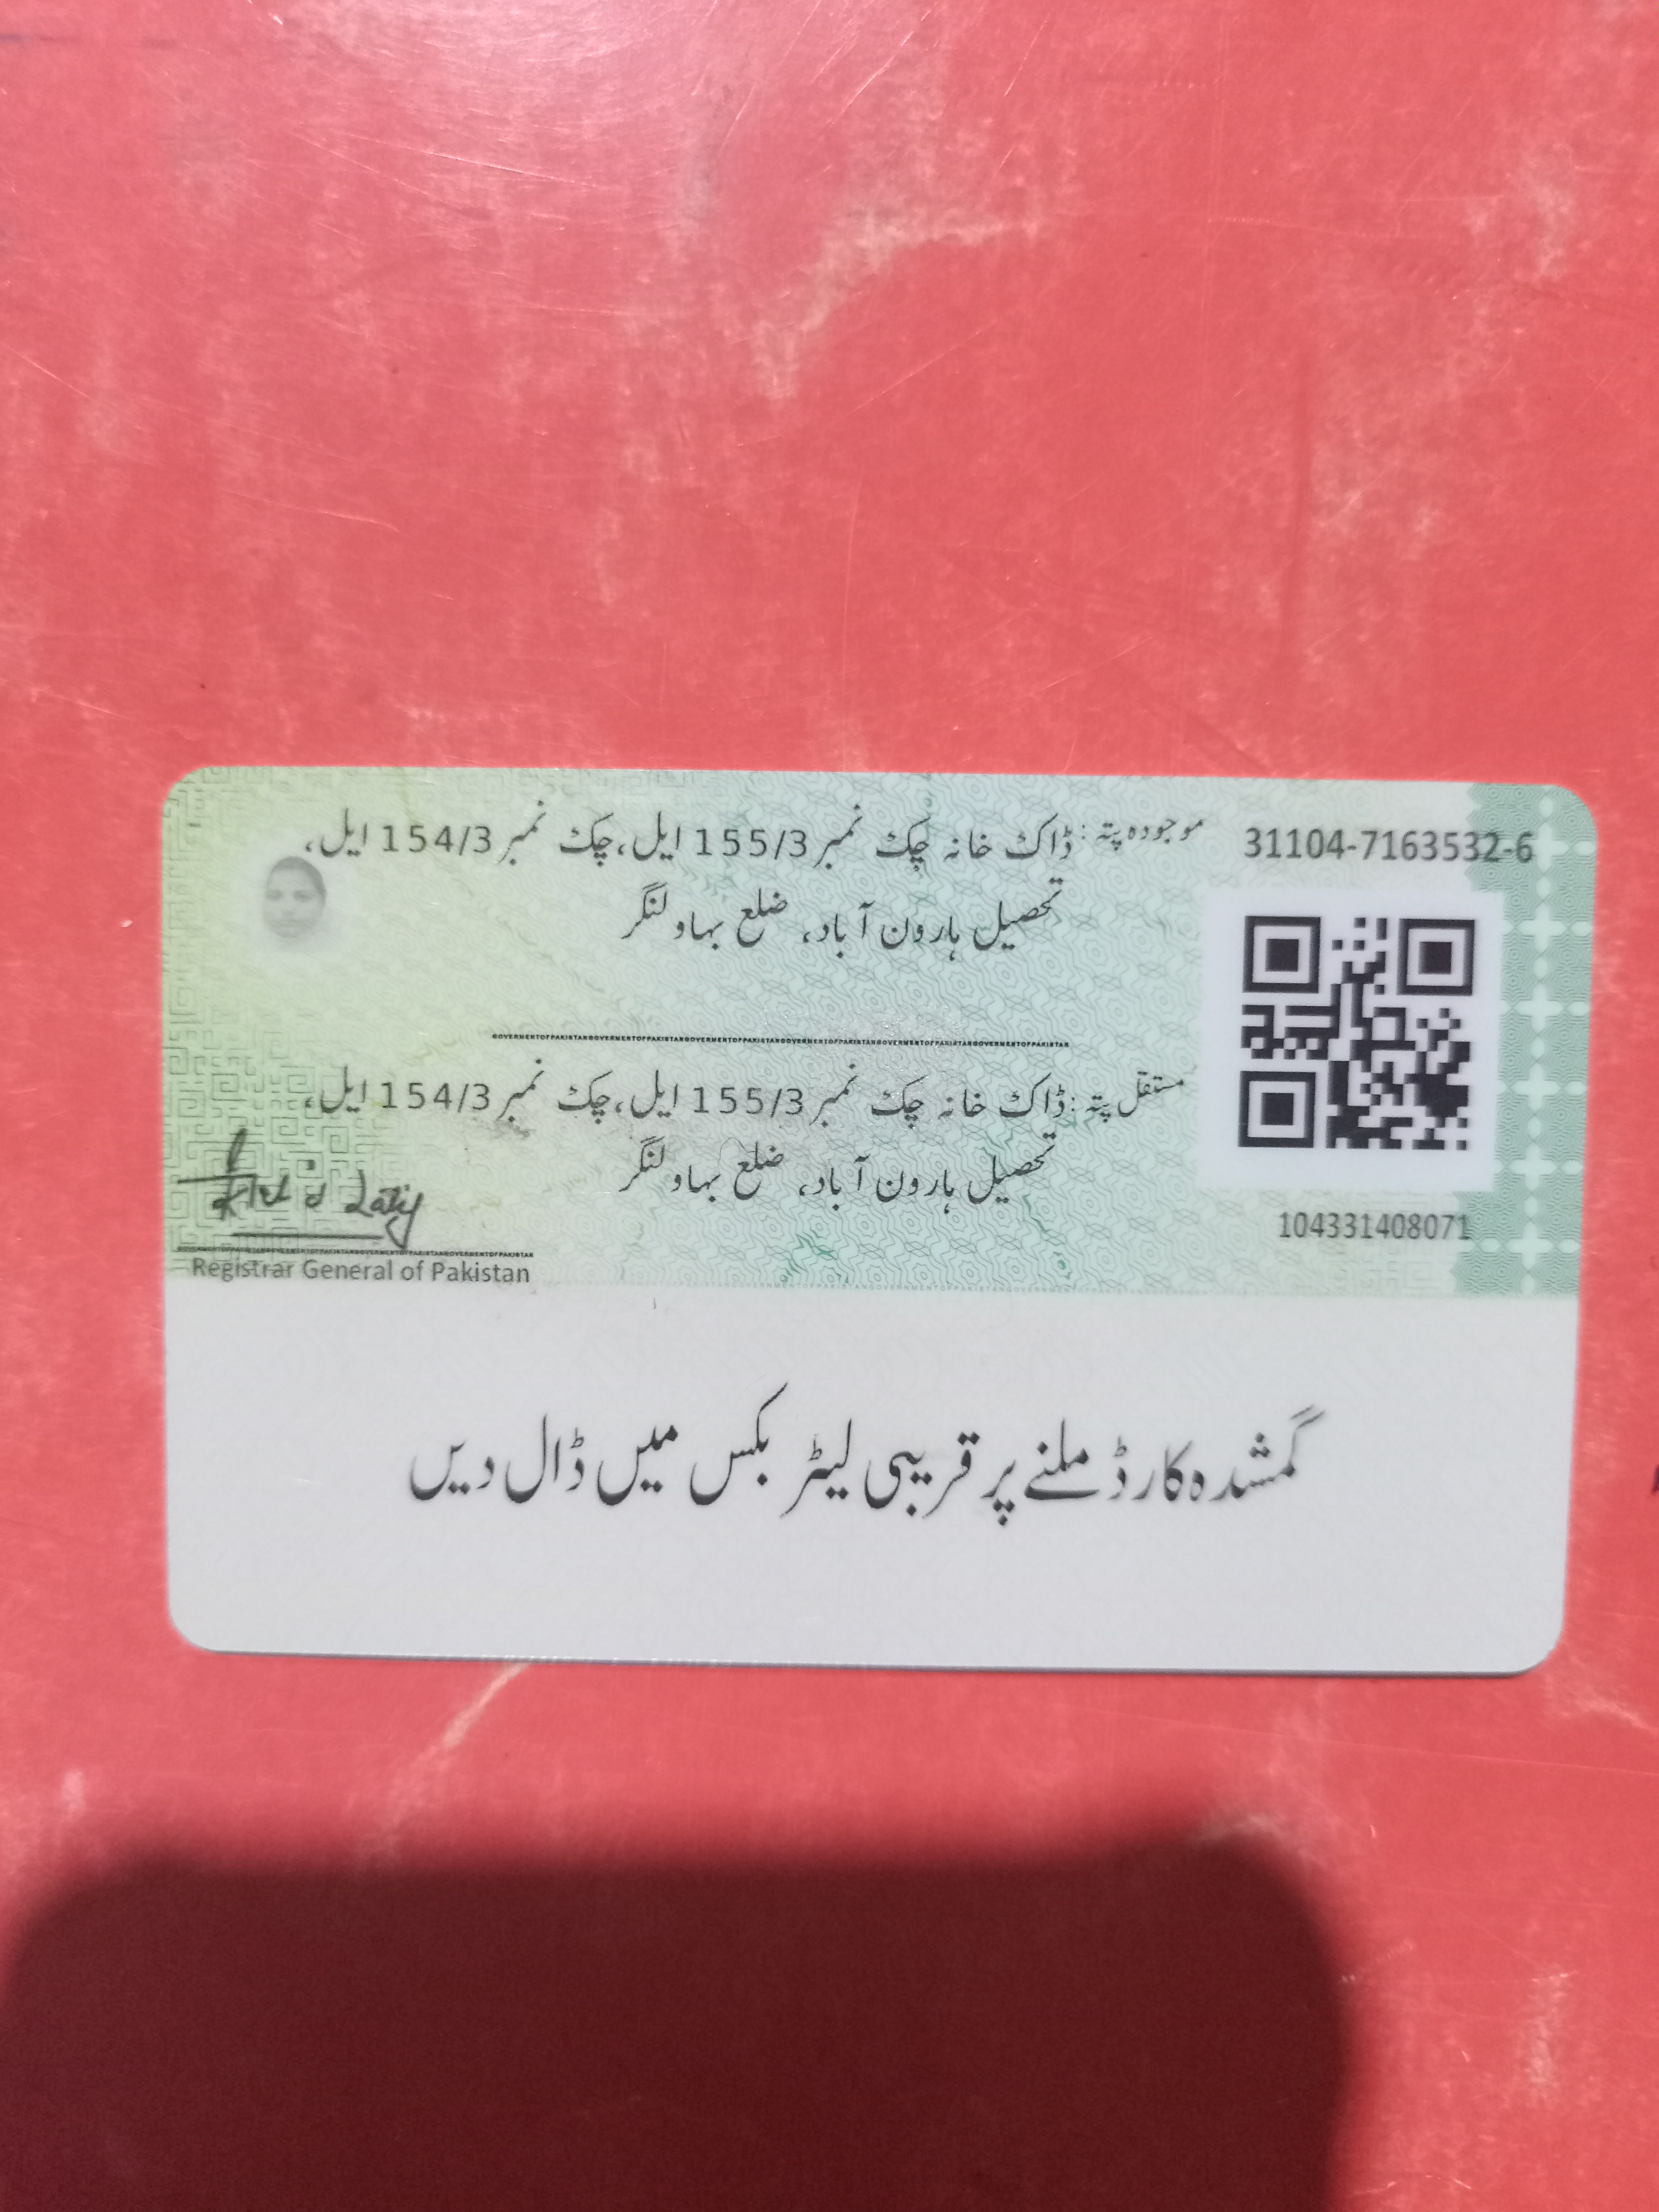 31104-7163532-6
موجودہ پتہ: ڈاک خانہ چک نمبر 155/3 ایل، چک نمبر 154/3 ایل،
تحصیل ہارون آباد، ضلع بہاولنگر
مستقل پتہ: ڈاک خانہ چک نمبر 155/3 ایل، چک نمبر 154/3 ایل،
تحصیل ہارون آباد، ضلع بہاولنگر
104331408071
Registrar General of Pakistan
گمشدہ کارڈ ملنے پر قریبی لیٹر بکس میں ڈال دیں